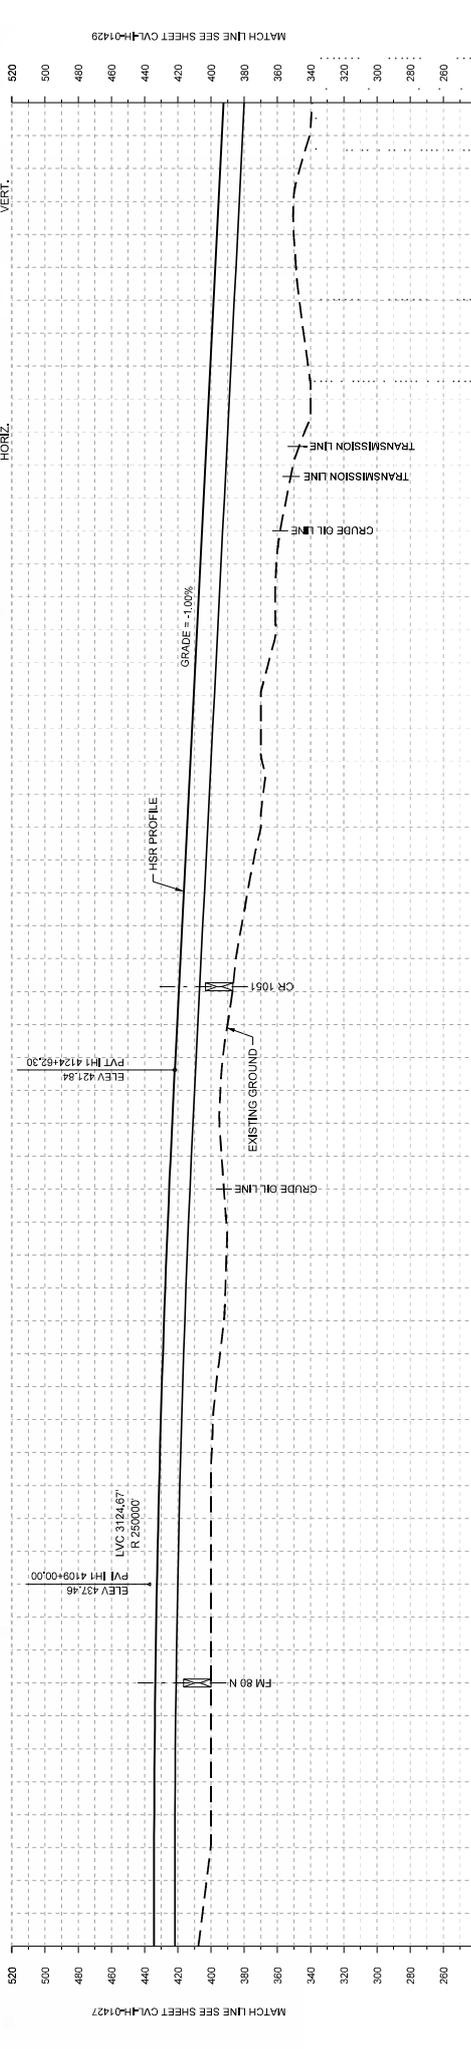 MATCH LINE SEE SHEET CVL-H-01429
520
500
480
460
440
420
400
380
360
340
320
300
280
260
VERT.
HORIZ.
TRANSMISSION LINE
TRANSMISSION LINE
CRUDE OIL LINE
GRADE = -1.00%
HSR PROFILE
CR 1051
PVT IH1 4124+62.30
ELEV 421.84
EXISTING GROUND
CRUDE OIL LINE
LVC 3124.67'
R 250000'
PVI IH1 4109+00.00
ELEV 437.46
FM 80 N
520
500
480
460
440
420
400
380
360
340
320
300
280
260
MATCH LINE SEE SHEET CVL-H-01427